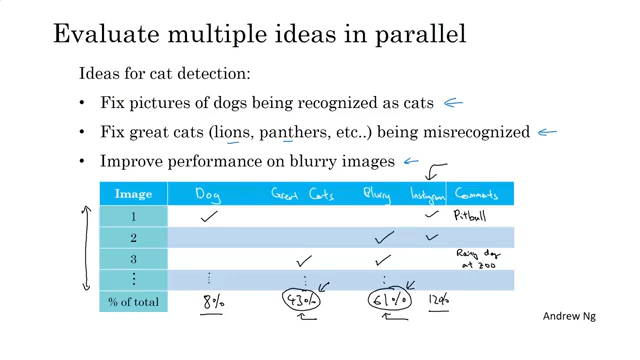 Evaluate multiple ideas in parallel
Ideas for cat detection:
• Fix pictures of dogs being recognized as cats
• Fix great cats (lions, panthers, etc..) being misrecognized
• Improve performance on blurry images
Image Dog Great Cats Blurry Instagram Comments
1 ✓ ✓ Pitbull
2 ✓ ✓
3 ✓ ✓ Rainy day
at zoo
⋮ ⋮ ⋮ ⋮
% of total 8% 43% 61% 12%
Andrew Ng